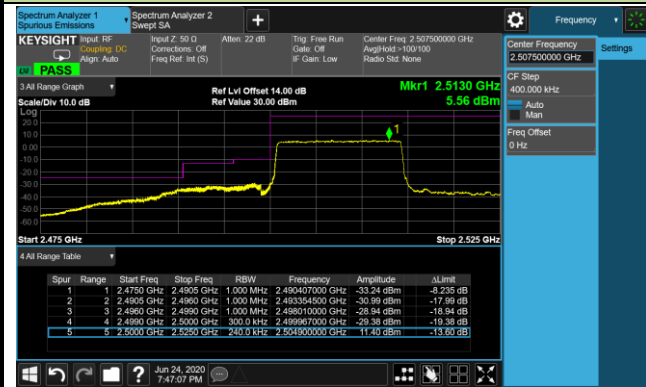 Spectrum Analyzer 1
Spurious Emissions
Spectrum Analyzer 2
Swept SA
+
Frequency
KEYSIGHT
Input: RF
Coupling: DC
Align: Auto
Input Z: 50 Ω
Corrections: Off
Freq Ref: Int (S)
Atten: 22 dB
Trig: Free Run
Gate: Off
IF Gain: Low
Center Freq: 2.507500000 GHz
Avg|Hold:>100/100
Radio Std: None
PASS
3 All Range Graph
Ref Lvl Offset 14.00 dB
Mkr1 2.5130 GHz
Scale/Div 10.0 dB
Ref Value 30.00 dBm
5.56 dBm
Log
20.0
10.0
0.00
-10.0
-20.0
-30.0
-40.0
-50.0
-60.0
1
Start 2.475 GHz
Stop 2.525 GHz
4 All Range Table
Spur Range Start Freq Stop Freq RBW Frequency Amplitude ΔLimit
1 1 2.4750 GHz 2.4905 GHz 1.000 MHz 2.490407000 GHz -33.24 dBm -8.235 dB
2 2 2.4905 GHz 2.4960 GHz 1.000 MHz 2.493354500 GHz -30.99 dBm -17.99 dB
3 3 2.4960 GHz 2.4990 GHz 1.000 MHz 2.498010000 GHz -28.94 dBm -18.94 dB
4 4 2.4990 GHz 2.5000 GHz 300.0 kHz 2.499967000 GHz -29.38 dBm -19.38 dB
5 5 2.5000 GHz 2.5250 GHz 240.0 kHz 2.504900000 GHz 11.40 dBm -13.60 dB
Center Frequency
2.507500000 GHz
Settings
CF Step
400.000 kHz
Auto
Man
Freq Offset
0 Hz
?
Jun 24, 2020
7:47:07 PM